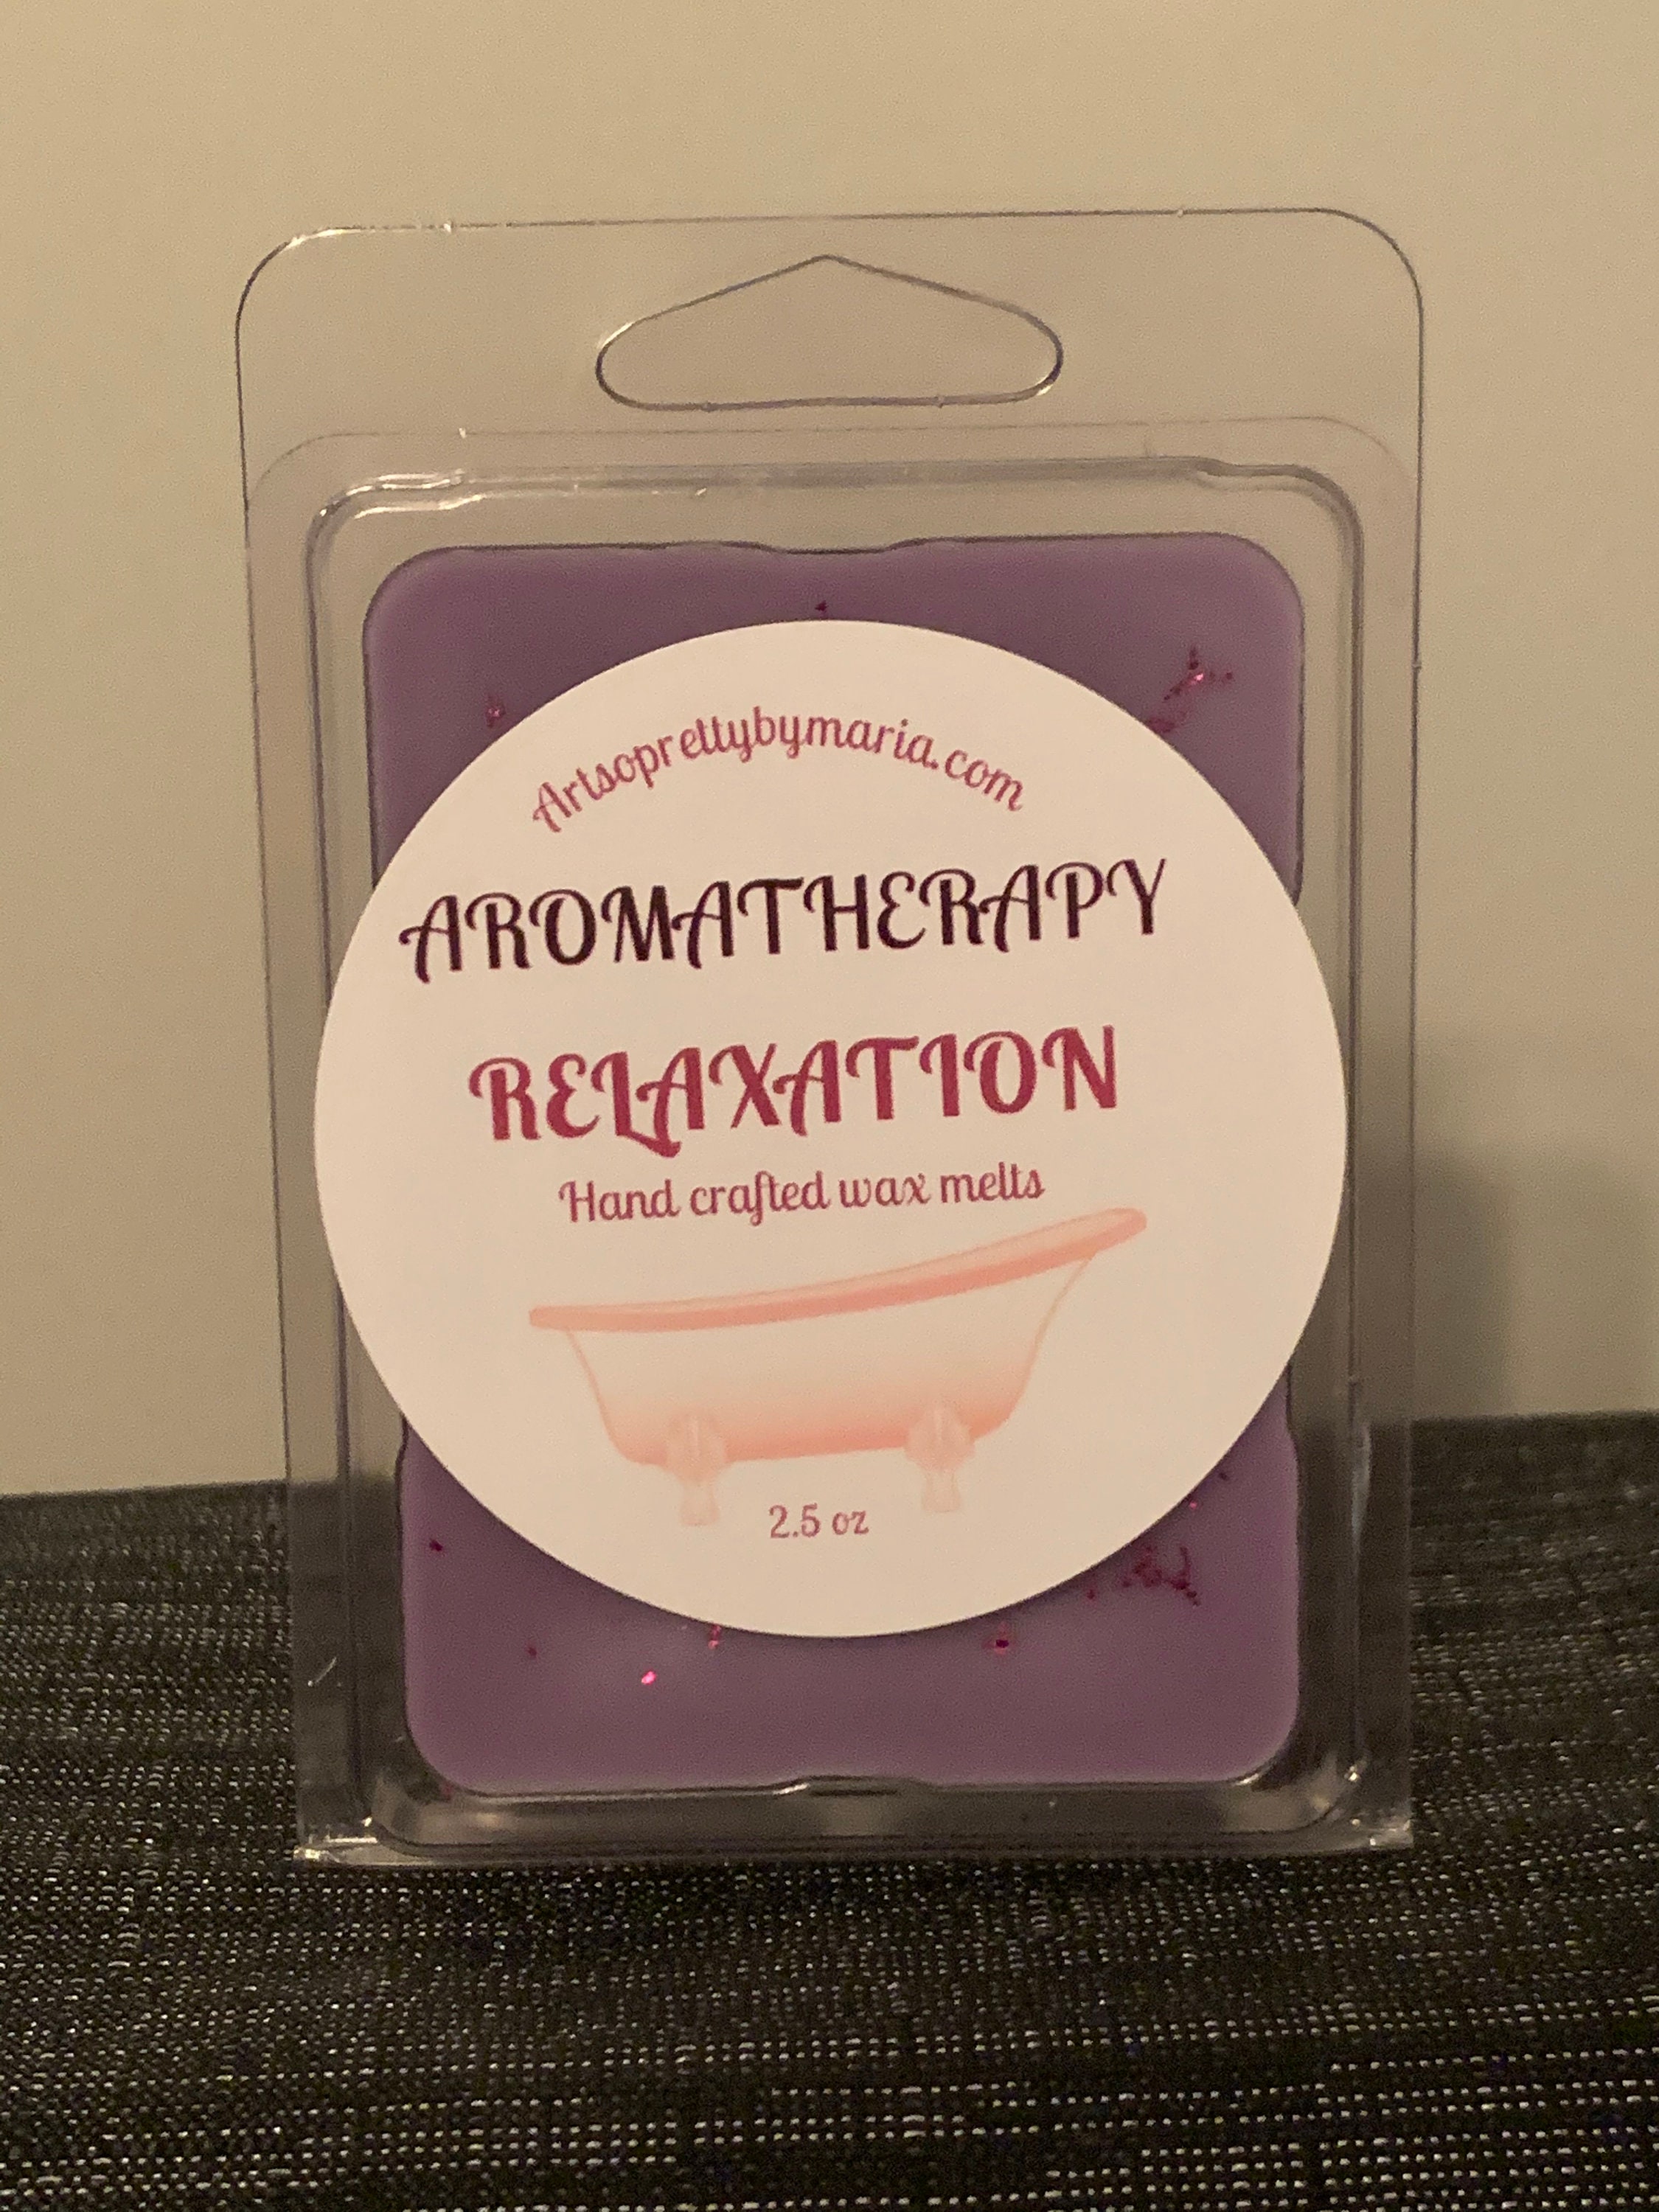 Artsoprettybymaria.com
AROMATHERAPY
RELAXATION
Hand crafted wax melts
2.5 oz